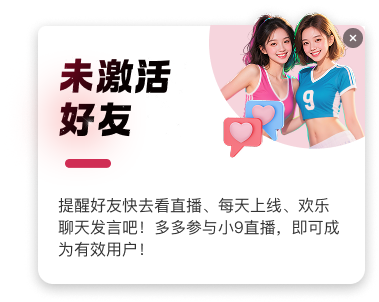 未激活
好友
9
提醒好友快去看直播、每天上线、欢乐
聊天发言吧！多多参与小9直播，即可成
为有效用户！